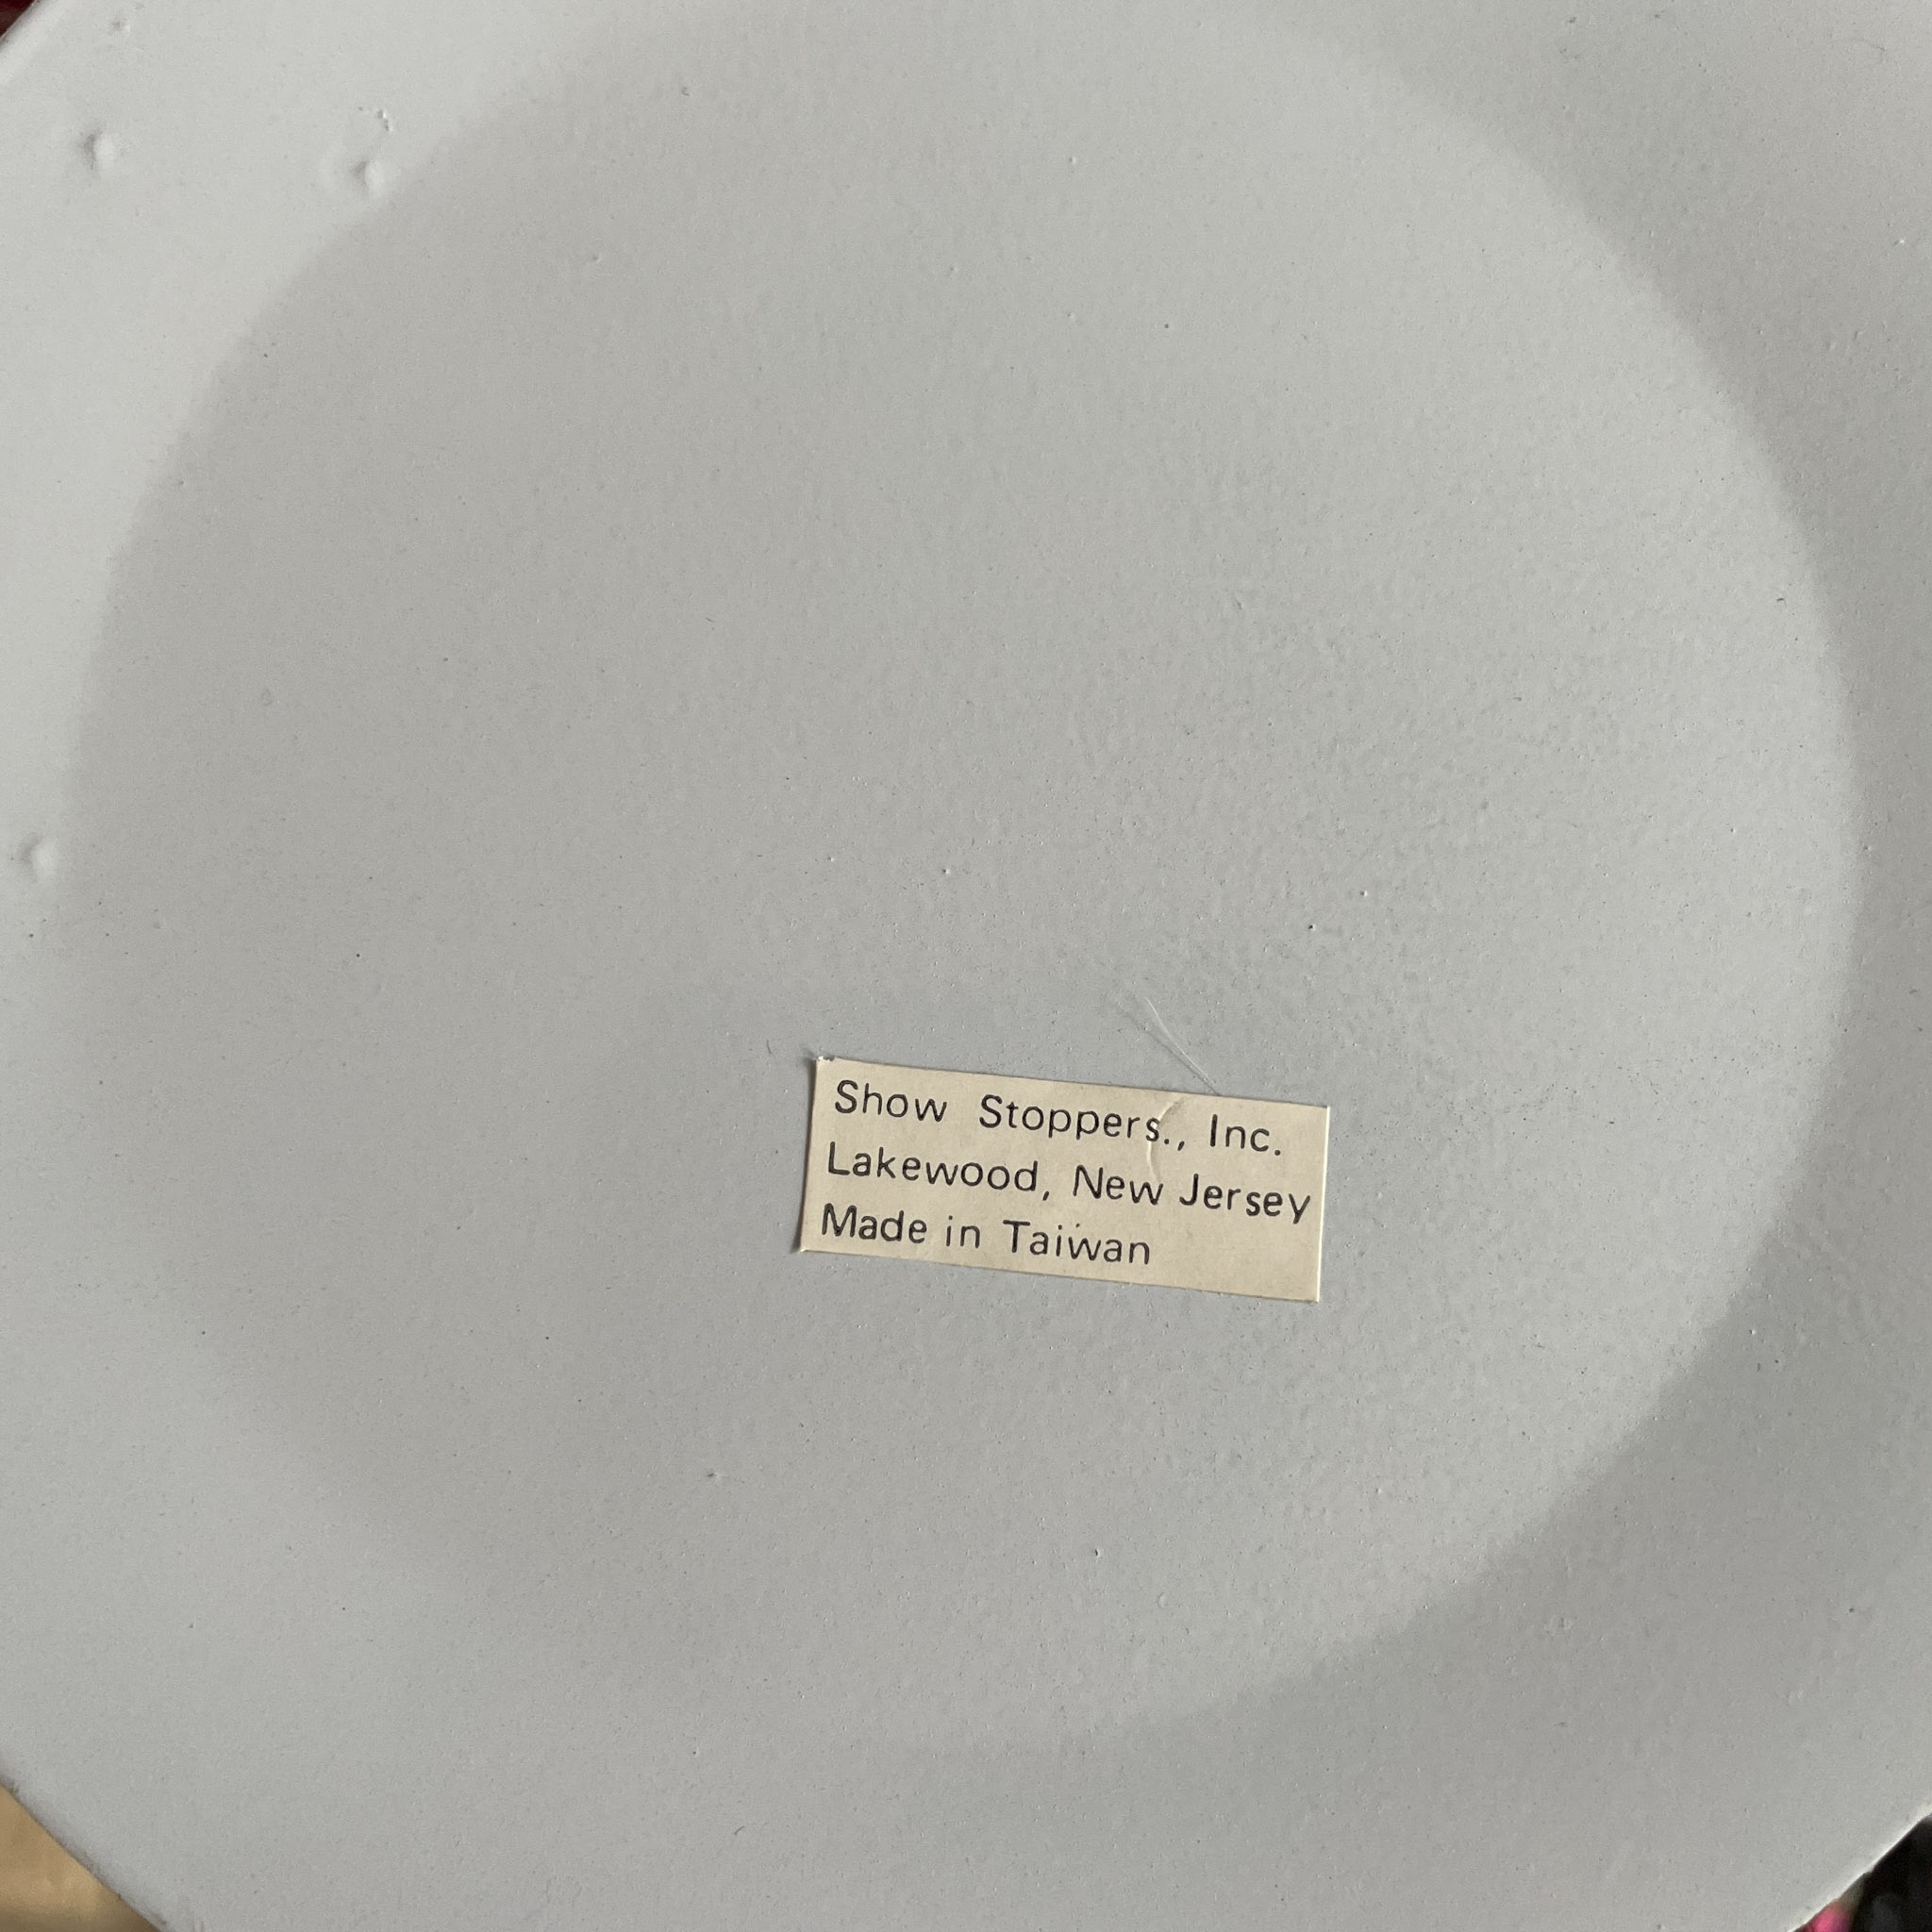 Show Stoppers., Inc.
Lakewood, New Jersey
Made in Taiwan